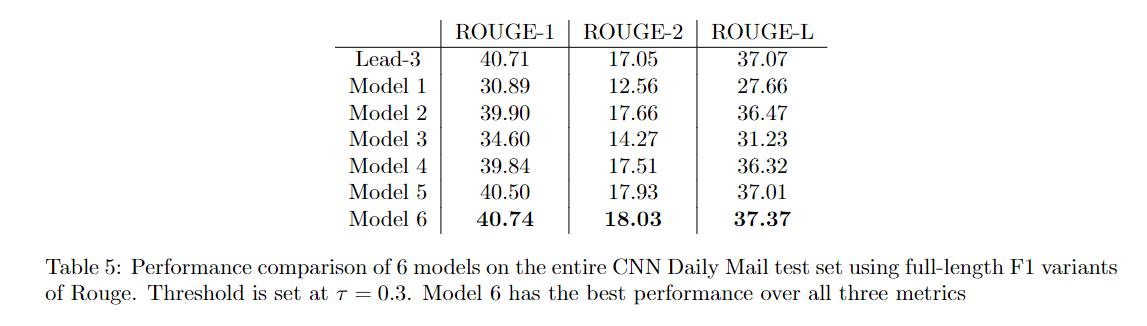 ROUGE-1 ROUGE-2 ROUGE-L
Lead-3 40.71 17.05 37.07
Model 1 30.89 12.56 27.66
Model 2 39.90 17.66 36.47
Model 3 34.60 14.27 31.23
Model 4 39.84 17.51 36.32
Model 5 40.50 17.93 37.01
Model 6 40.74 18.03 37.37
Table 5: Performance comparison of 6 models on the entire CNN Daily Mail test set using full-length F1 variants
of Rouge. Threshold is set at τ = 0.3. Model 6 has the best performance over all three metrics